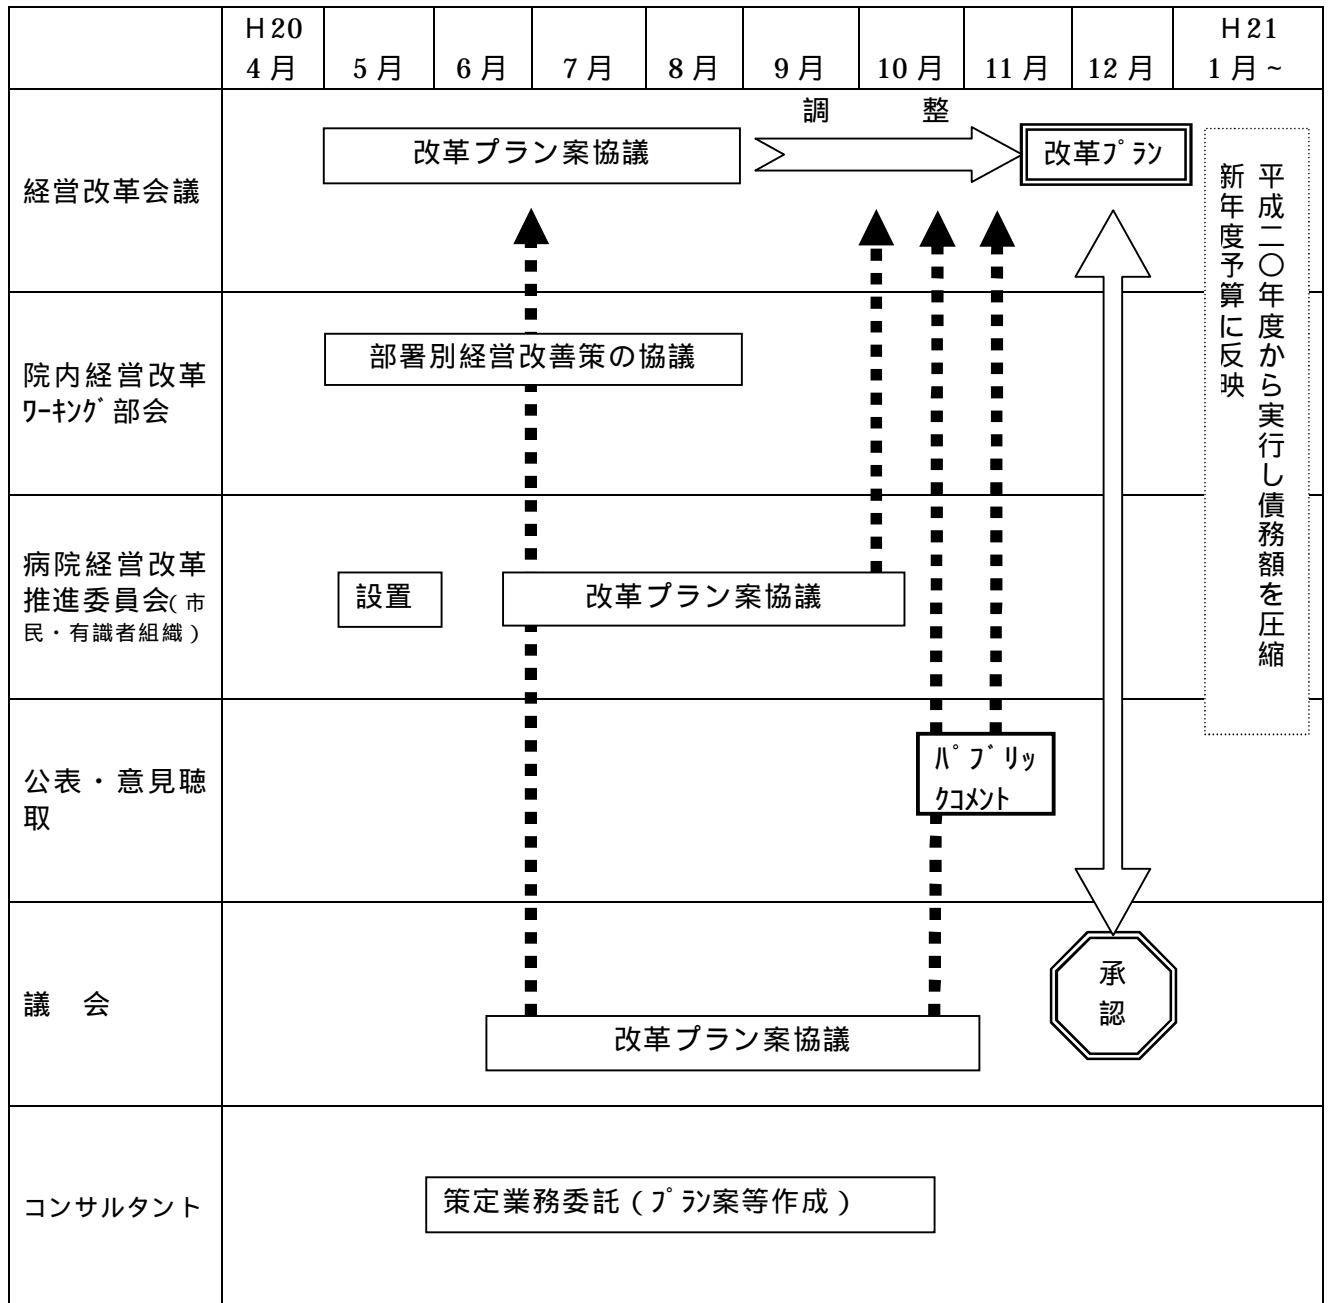 H20
4月
5月
6月
7月
8月
9月
10月
11月
12月
H21
1月~
経営改革会議
改革プラン案協議
調　整
改革ﾌﾟﾗﾝ
平成二〇年度から実行し債務額を圧縮
新年度予算に反映
院内経営改革
ﾜｰｷﾝｸﾞ部会
部署別経営改善策の協議
病院経営改革
推進委員会(市
民・有識者組織)
設置
改革プラン案協議
公表・意見聴
取
ﾊﾟﾌﾞﾘｯ
ｸｺﾒﾝﾄ
議　会
改革プラン案協議
承
認
コンサルタント
策定業務委託(ﾌﾟﾗﾝ案等作成)